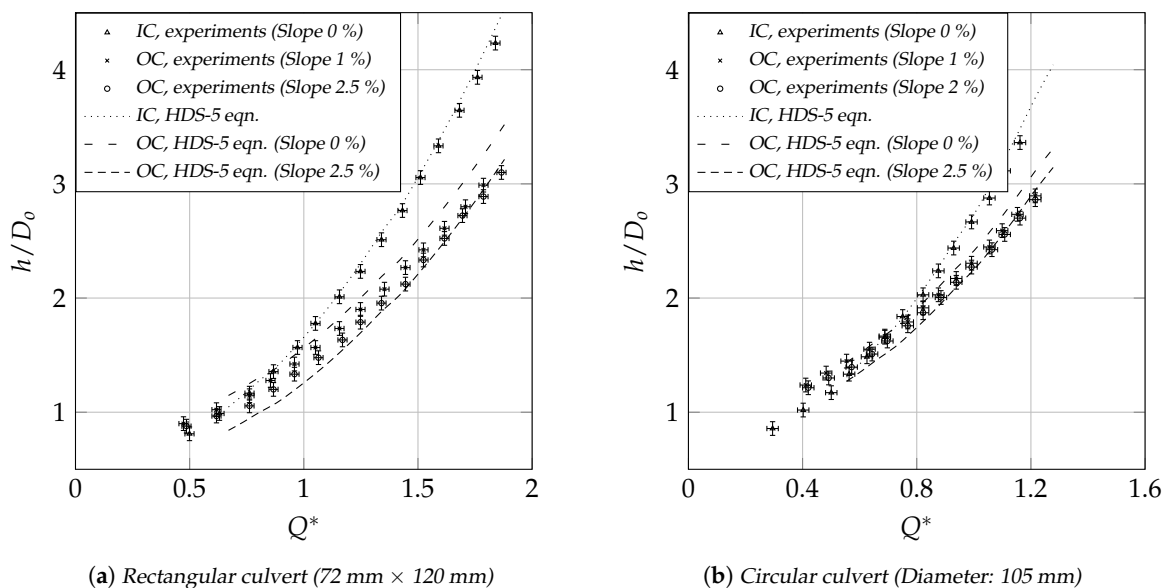 IC, experiments (Slope 0 %)
OC, experiments (Slope 1 %)
OC, experiments (Slope 2.5 %)
IC, HDS-5 eqn.
OC, HDS-5 eqn. (Slope 0 %)
OC, HDS-5 eqn. (Slope 2.5 %)
4
3
2
1
h/D_o
0
0.5
1
1.5
2
Q*
(a) Rectangular culvert (72 mm × 120 mm)
IC, experiments (Slope 0 %)
OC, experiments (Slope 1 %)
OC, experiments (Slope 2 %)
IC, HDS-5 eqn.
OC, HDS-5 eqn. (Slope 0 %)
OC, HDS-5 eqn. (Slope 2.5 %)
4
3
2
1
h/D_o
0
0.4
0.8
1.2
1.6
Q*
(b) Circular culvert (Diameter: 105 mm)